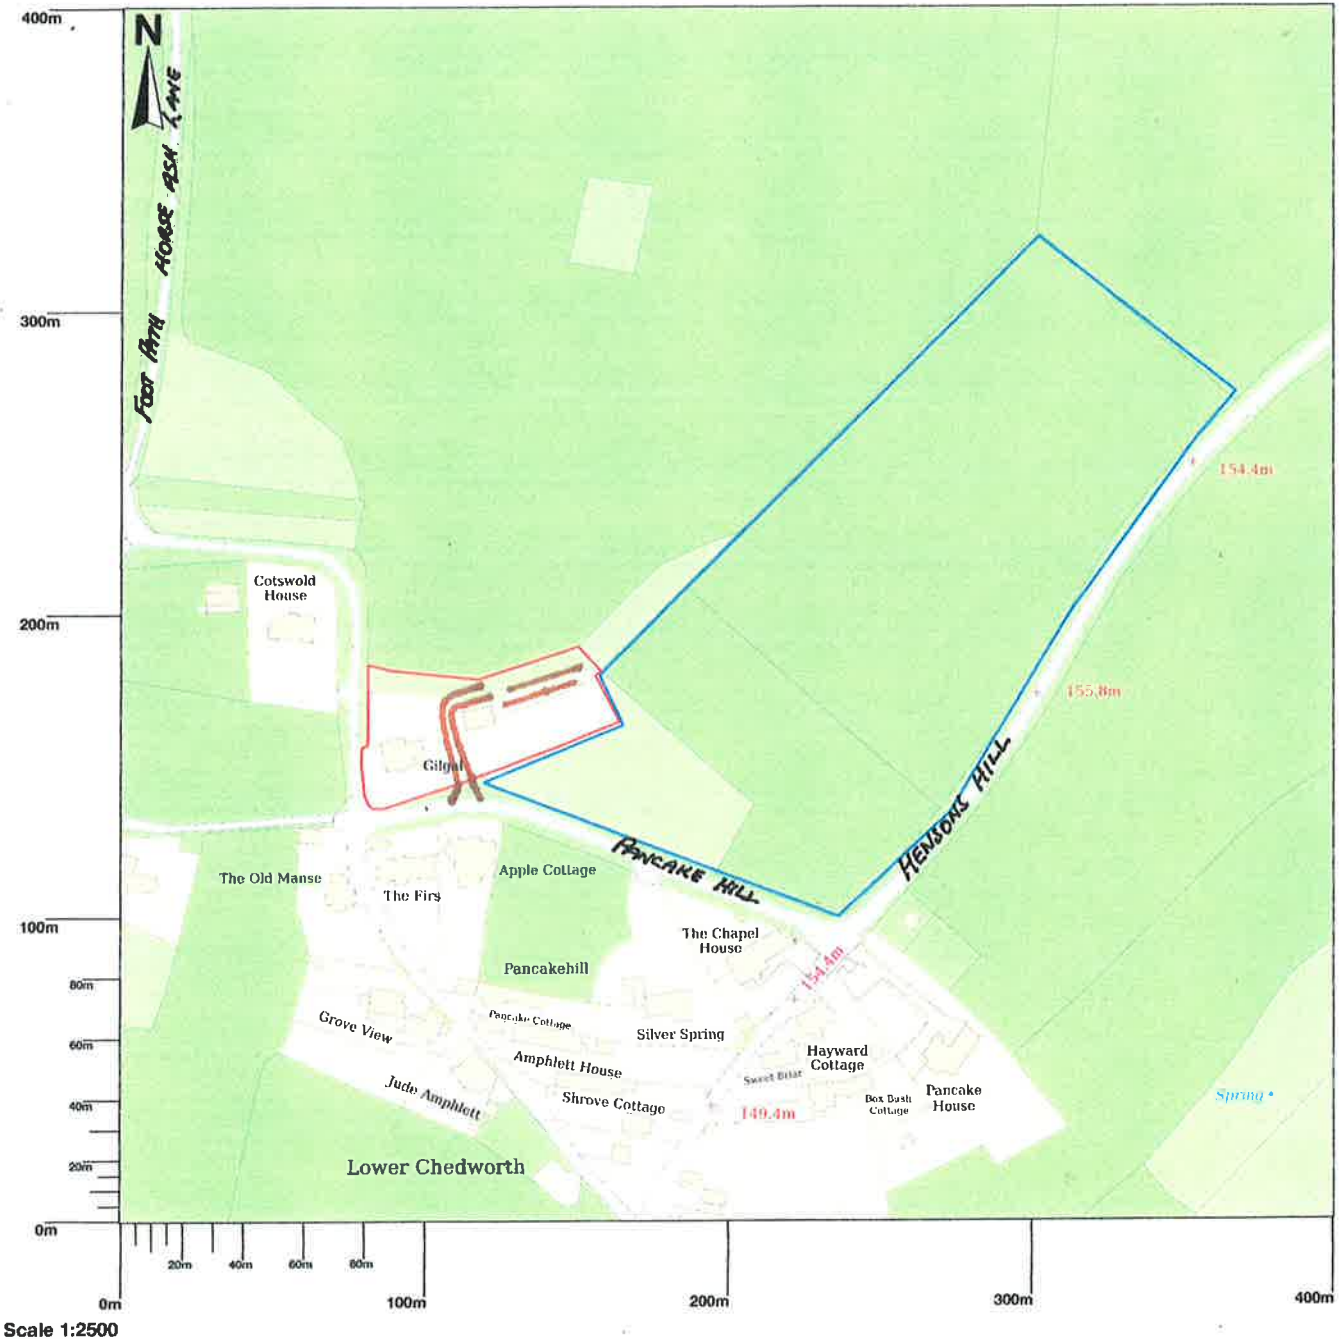 400m
N
FOOT PATH HORSE ASH LANE
300m
154.4m
Cotswold
House
200m
155.8m
Gilgal
HENSONS HILL
PANCAKE HILL
The Old Manse
Apple Cottage
The Firs
100m
The Chapel
House
154.4m
Pancakehill
80m
Grove View
Pancake Cottage
Silver Spring
60m
Hayward
Cottage
Amphlett House
Sweet Briar
Jude Amphlett
Shrove Cottage
Box Bush
Cottage
Pancake
House
Spring
40m
149.4m
20m
Lower Chedworth
0m
20m
40m
60m
80m
0m
100m
200m
300m
400m
Scale 1:2500